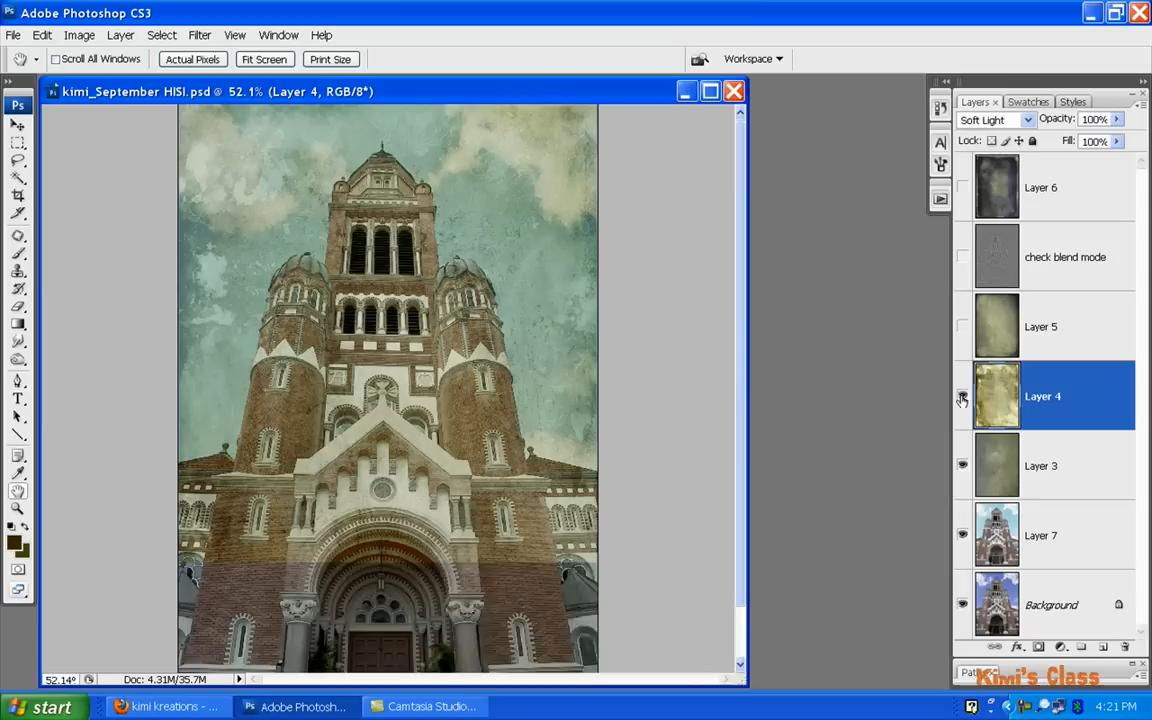 Adobe Photoshop CS3
File Edit Image Layer Select Filter View Window Help
Scroll All Windows Actual Pixels Fit Screen Print Size Workspace
kimi_September HISI.psd @ 52.1% (Layer 4, RGB/8*)
Ps
Layers × Swatches Styles
Soft Light Opacity: 100%
Lock: Fill: 100%
Layer 6
check blend mode
Layer 5
Layer 4
Layer 3
Layer 7
Background
52.14% Doc: 4.31M/35.7M
Kimi's Class
start kimi kreations - ... Adobe Photosh... Camtasia Studio... 4:21 PM